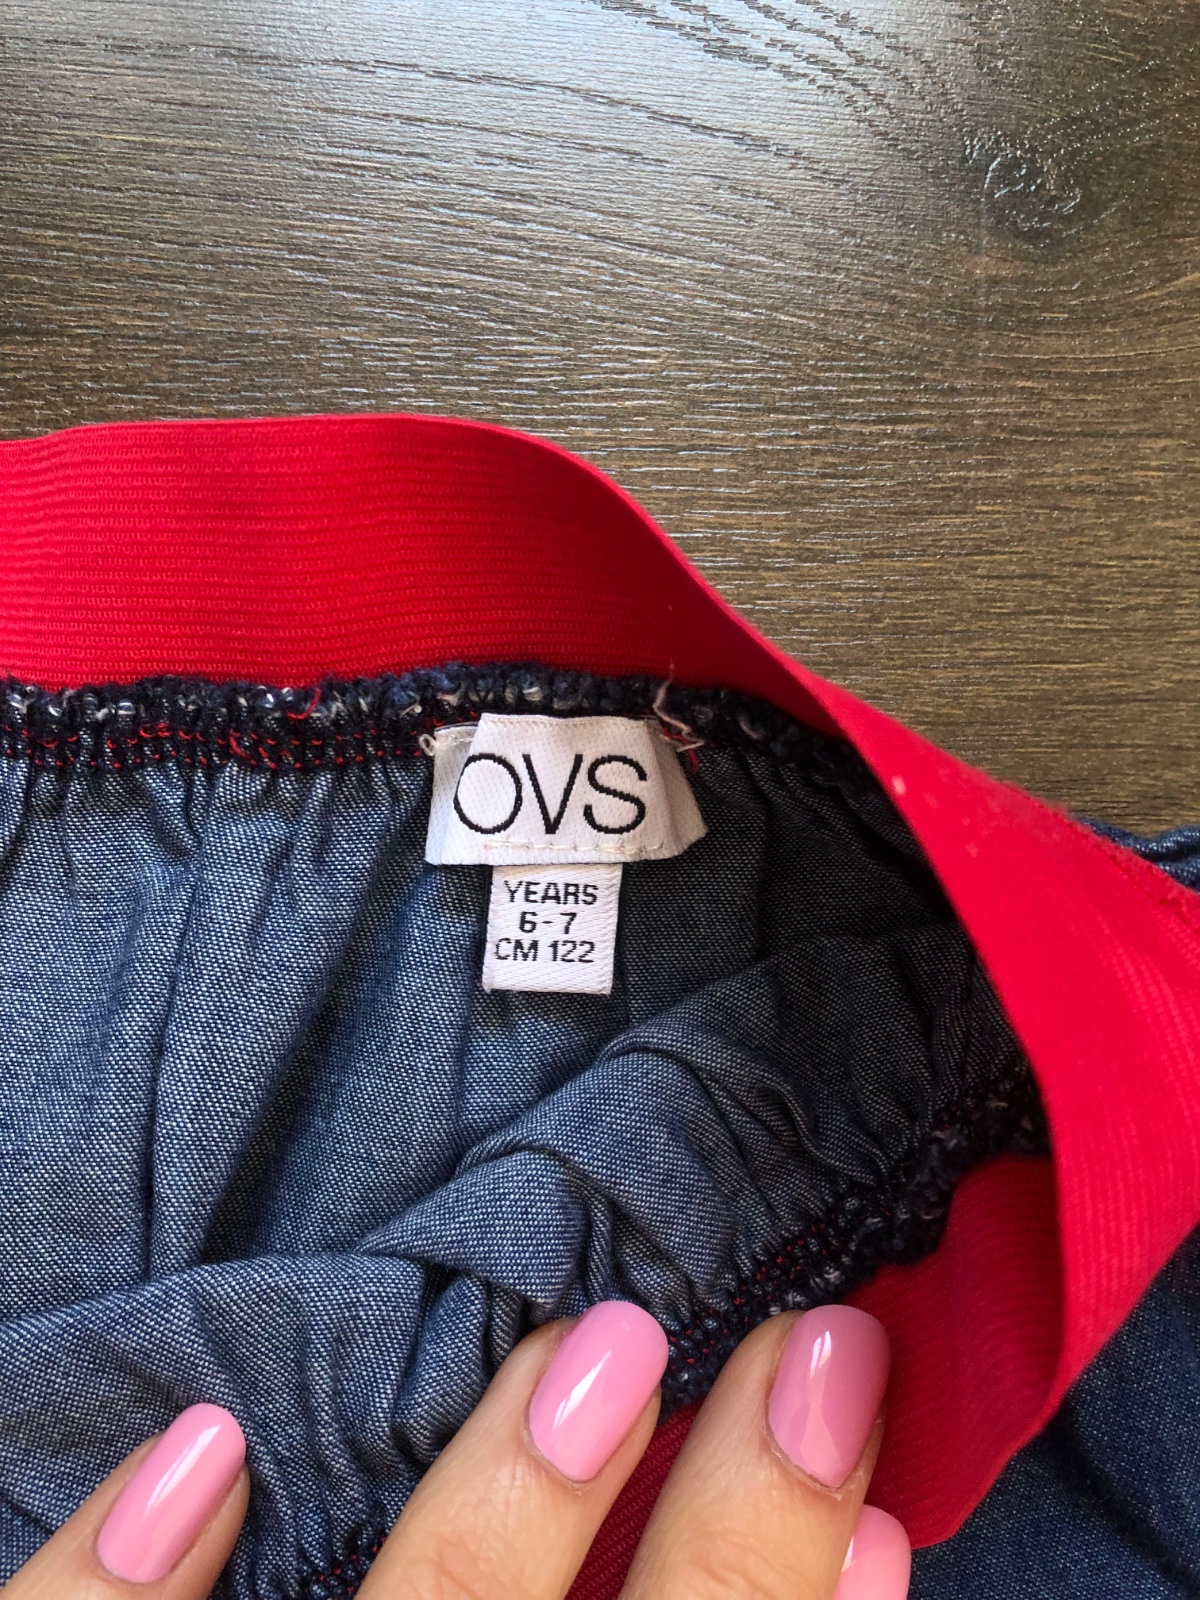 OVS
YEARS
6-7
CM 122